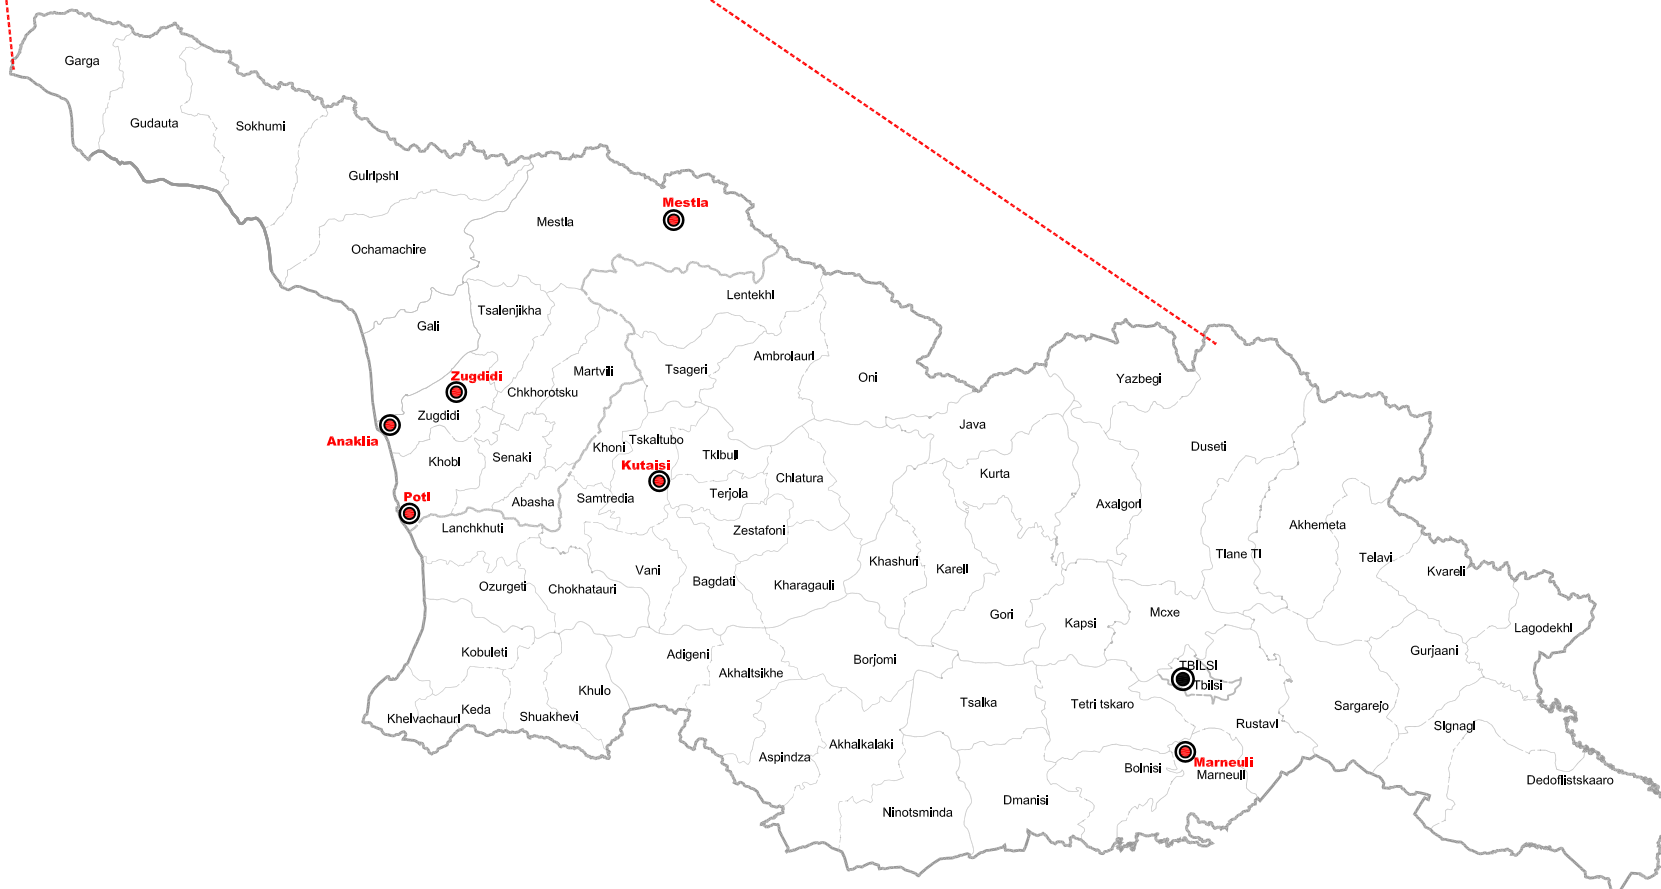 Garga
Gudauta
Sokhumi
GulrIpshI
Ochamachire
MestIa
MestIa
LentekhI
Tsalenjikha
Gali
AmbrolaurI
Tsageri
Martvili
Oni
Yazbegi
Zugdidi
Chkhorotsku
Zugdidi
Anaklia
Java
Duseti
Tskaltubo
Khoni
TkIbulI
Senaki
KhobI
Kutaisi
Kurta
ChIatura
Terjola
PotI
Samtredia
Abasha
AxalgorI
Lanchkhuti
Zestafoni
Akhemeta
TIane TI
Telavi
Khashuri
KarelI
Vani
Kvareli
Bagdati
Kharagauli
Ozurgeti
Chokhatauri
Gori
Mcxe
Kapsi
LagodekhI
Kobuleti
Adigeni
Borjomi
Gurjaani
TBILSI
Akhaltsikhe
Tbilsi
Khulo
Tsalka
Tetri tskaro
Sargarejo
Keda
Shuakhevi
KhelvachaurI
RustavI
SIgnagI
Akhalkalaki
Aspindza
Marneuli
Bolnisi
MarneulI
Dedoflistskaaro
Dmanisi
Ninotsminda